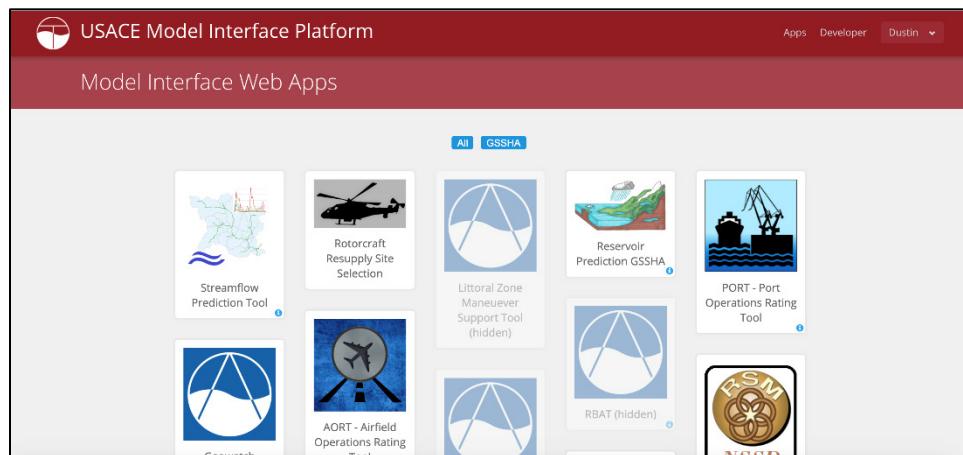 USACE Model Interface Platform
Apps Developer Dustin
Model Interface Web Apps
All GSSHA
Streamflow
Prediction Tool
Rotorcraft
Resupply Site
Selection
Littoral Zone
Maneuever
Support Tool
(hidden)
Reservoir
Prediction GSSHA
PORT - Port
Operations Rating
Tool
AORT - Airfield
Operations Rating
RBAT (hidden)
RSM